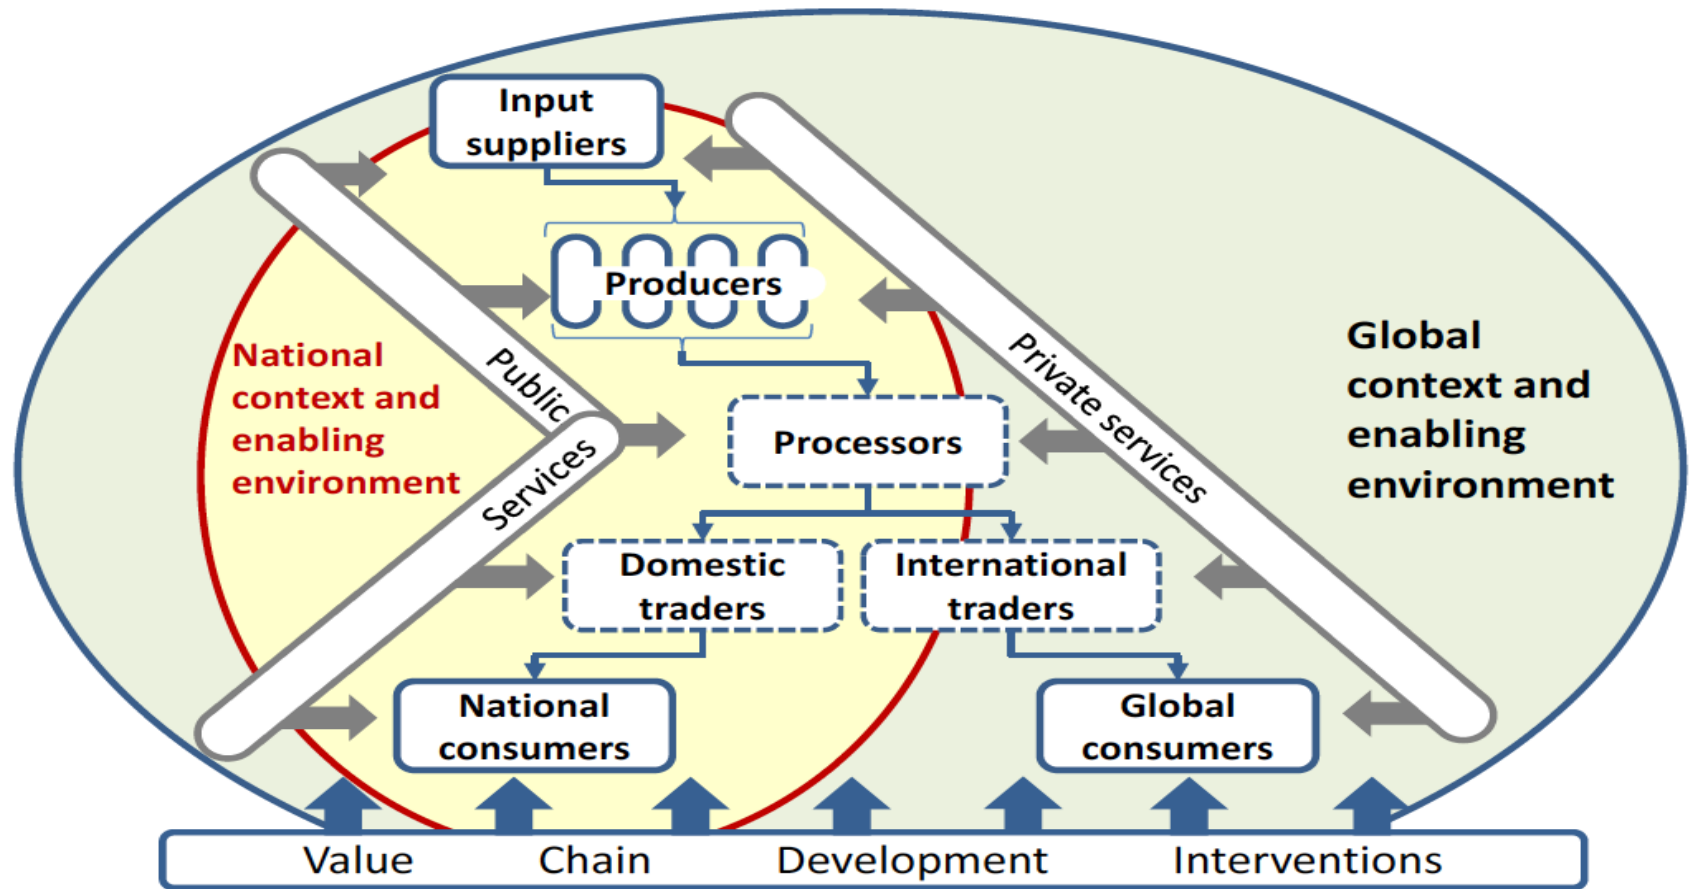 Input
suppliers
Producers
National
context and
enabling
environment
Public
Services
Private services
Global
context and
enabling
environment
Processors
Domestic
traders
International
traders
National
consumers
Global
consumers
Value Chain Development Interventions